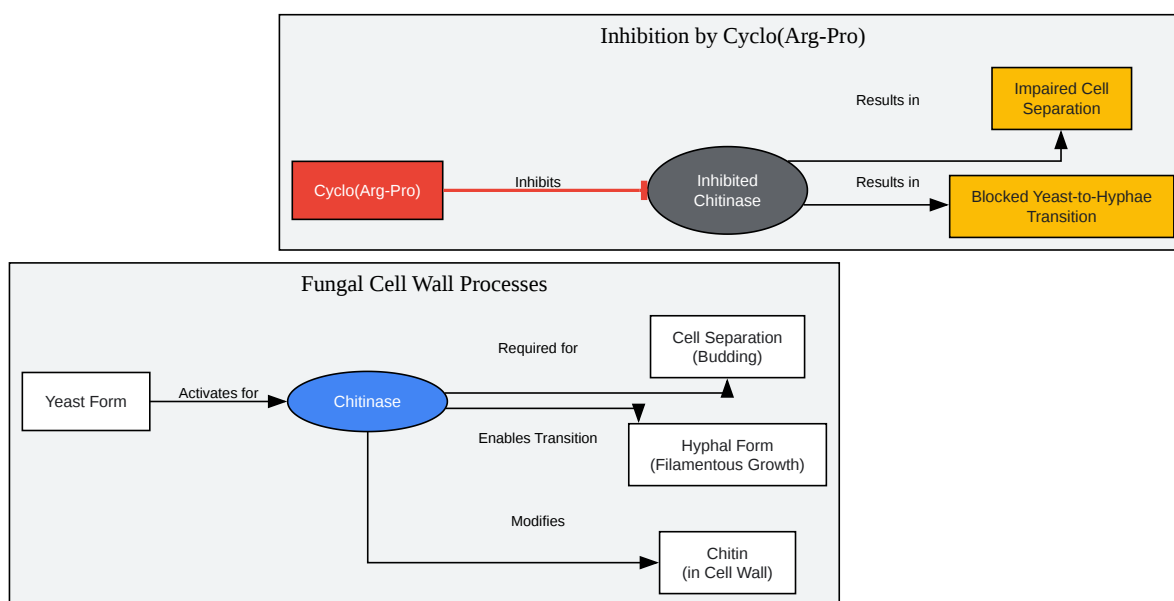 Inhibition by Cyclo(Arg-Pro)
Cyclo(Arg-Pro)
Inhibits
Inhibited
Chitinase
Results in
Impaired Cell
Separation
Results in
Blocked Yeast-to-Hyphae
Transition
Fungal Cell Wall Processes
Yeast Form
Activates for
Chitinase
Required for
Cell Separation
(Budding)
Enables Transition
Hyphal Form
(Filamentous Growth)
Modifies
Chitin
(in Cell Wall)